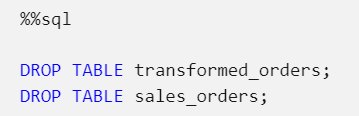 %%sql
DROP TABLE transformed_orders;
DROP TABLE sales_orders;